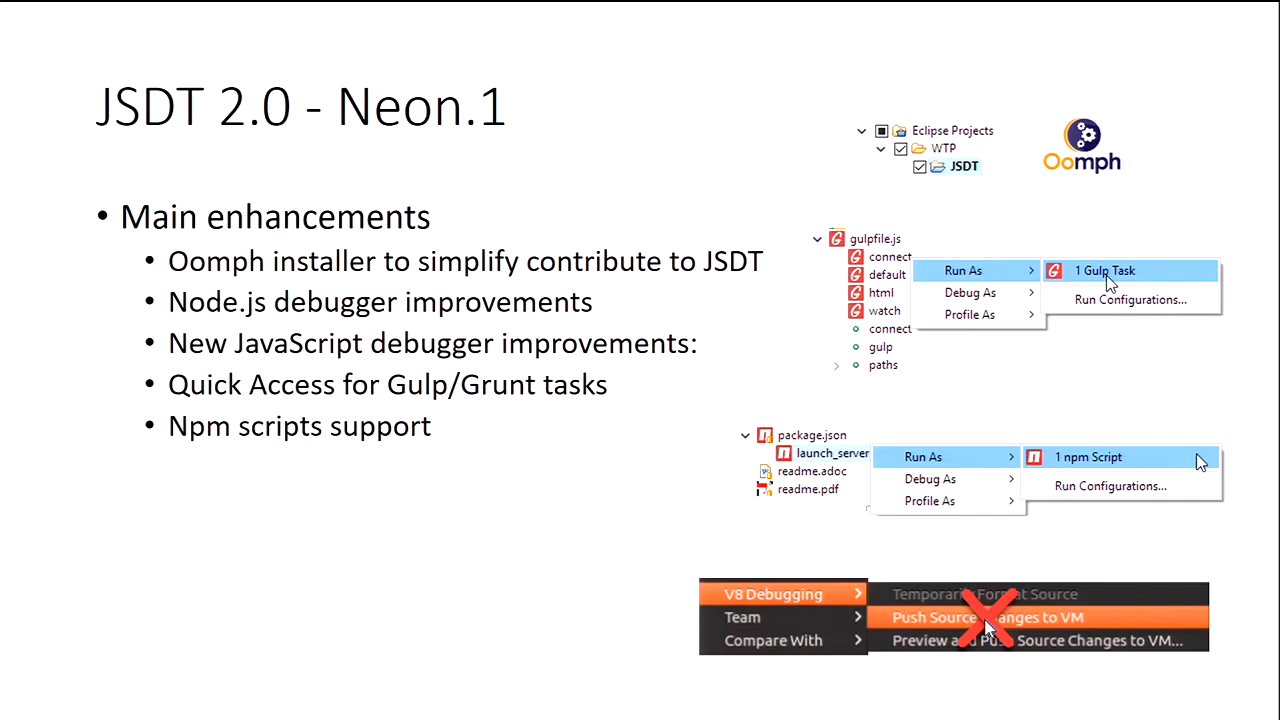 JSDT 2.0 - Neon.1
• Main enhancements
• Oomph installer to simplify contribute to JSDT
• Node.js debugger improvements
• New JavaScript debugger improvements:
• Quick Access for Gulp/Grunt tasks
• Npm scripts support
Eclipse Projects
WTP
JSDT
Oomph
gulpfile.js
connect
default
html
watch
connect
gulp
paths
Run As
Debug As
Profile As
1 Gulp Task
Run Configurations...
package.json
launch_server
readme.adoc
readme.pdf
Run As
Debug As
Profile As
1 npm Script
Run Configurations...
V8 Debugging
Team
Compare With
Temporarily Format Source
Push Source Changes to VM
Preview and Push Source Changes to VM...